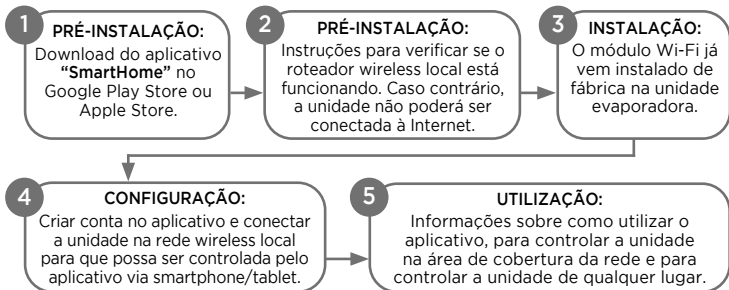 1
PRÉ-INSTALAÇÃO:
Download do aplicativo
“SmartHome” no
Google Play Store ou
Apple Store.
2
PRÉ-INSTALAÇÃO:
Instruções para verificar se o
roteador wireless local está
funcionando. Caso contrário,
a unidade não poderá ser
conectada à Internet.
3
INSTALAÇÃO:
O módulo Wi-Fi já
vem instalado de
fábrica na unidade
evaporadora.
4
CONFIGURAÇÃO:
Criar conta no aplicativo e conectar
a unidade na rede wireless local
para que possa ser controlada pelo
aplicativo via smartphone/tablet.
5
UTILIZAÇÃO:
Informações sobre como utilizar o
aplicativo, para controlar a unidade
na área de cobertura da rede e para
controlar a unidade de qualquer lugar.